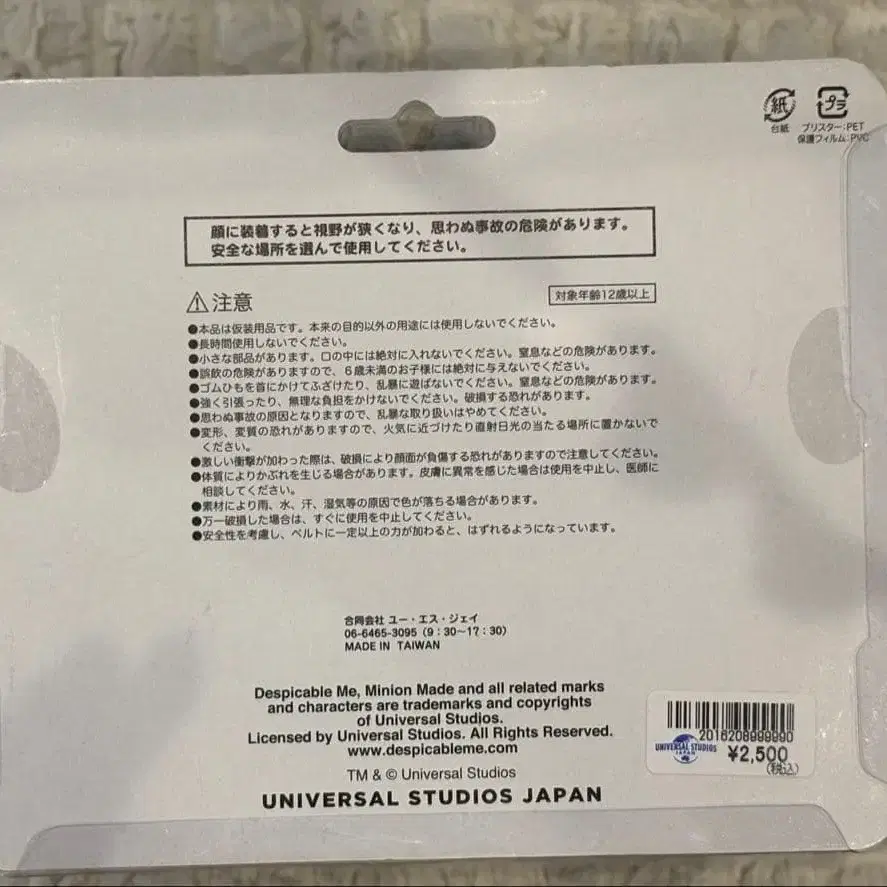 紙
台紙
プラ
ブリスター:PET
保護フィルム:PVC
顔に装着すると視野が狭くなり、思わぬ事故の危険があります。
安全な場所を選んで使用してください。
⚠注意
対象年齢12歳以上
●本品は仮装用品です。本来の目的以外の用途には使用しないでください。
●長時間使用しないでください。
●小さな部品があります。口の中には絶対に入れないでください。窒息などの危険があります。
●誤飲の危険がありますので、6歳未満のお子様には絶対に与えないでください。
●ゴムひもを首にかけてふざけたり、乱暴に遊ばないでください。窒息などの危険があります。
●強く引張ったり、無理な負担をかけないでください。破損する恐れがあります。
●思わぬ事故の原因となりますので、乱暴な取り扱いはやめてください。
●変形、変質の恐れがありますので、火気に近づけたり直射日光の当たる場所に置かないで
ください。
●激しい衝撃が加わった際は、破損により顔面が負傷する恐れがありますので注意してください。
●体質によりかぶれを生じる場合があります。皮膚に異常を感じた場合は使用を中止し、医師に
相談してください。
●素材により雨、水、汗、湿気等の原因で色が落ちる場合があります。
●万一破損した場合は、すぐに使用を中止してください。
●安全性を考慮し、ベルトに一定以上の力が加わると、はずれるようになっています。
合同会社 ユー・エス・ジェイ
06-6465-3095（9：30〜17：30）
MADE IN TAIWAN
Despicable Me, Minion Made and all related marks
and characters are trademarks and copyrights
of Universal Studios.
Licensed by Universal Studios. All Rights Reserved.
www.despicableme.com
TM & © Universal Studios
UNIVERSAL STUDIOS JAPAN
2016208999990
UNIVERSAL STUDIOS
JAPAN
¥2,500
(税込)